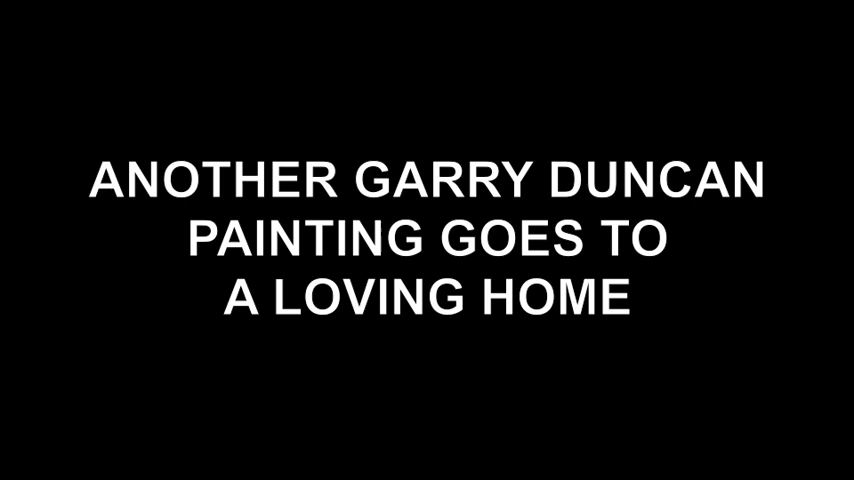 ANOTHER GARRY DUNCAN
PAINTING GOES TO
A LOVING HOME